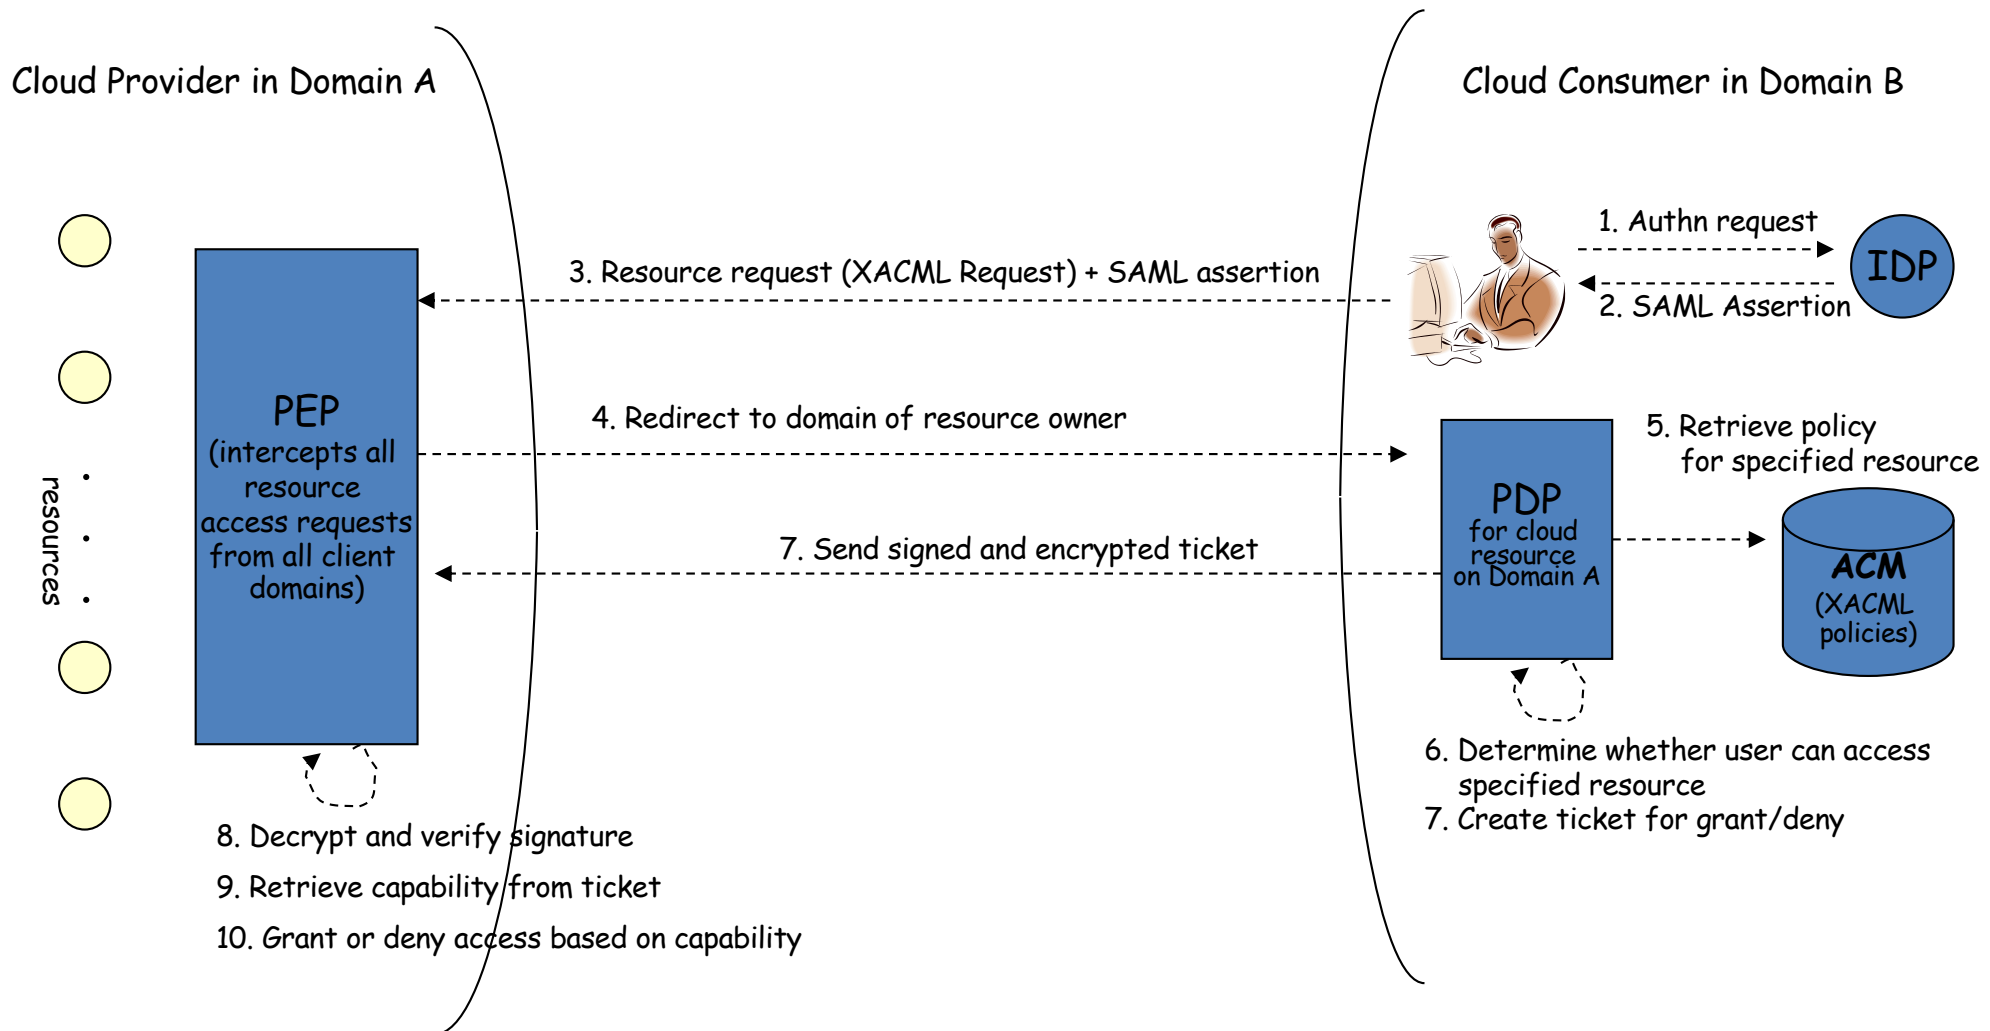 Cloud Provider in Domain A
Cloud Consumer in Domain B
1. Authn request
IDP
2. SAML Assertion
3. Resource request (XACML Request) + SAML assertion
4. Redirect to domain of resource owner
5. Retrieve policy
for specified resource
PEP
(intercepts all
resource
access requests
from all client
domains)
resources
PDP
for cloud
resource
on Domain A
7. Send signed and encrypted ticket
ACM
(XACML
policies)
6. Determine whether user can access
specified resource
7. Create ticket for grant/deny
8. Decrypt and verify signature
9. Retrieve capability from ticket
10. Grant or deny access based on capability